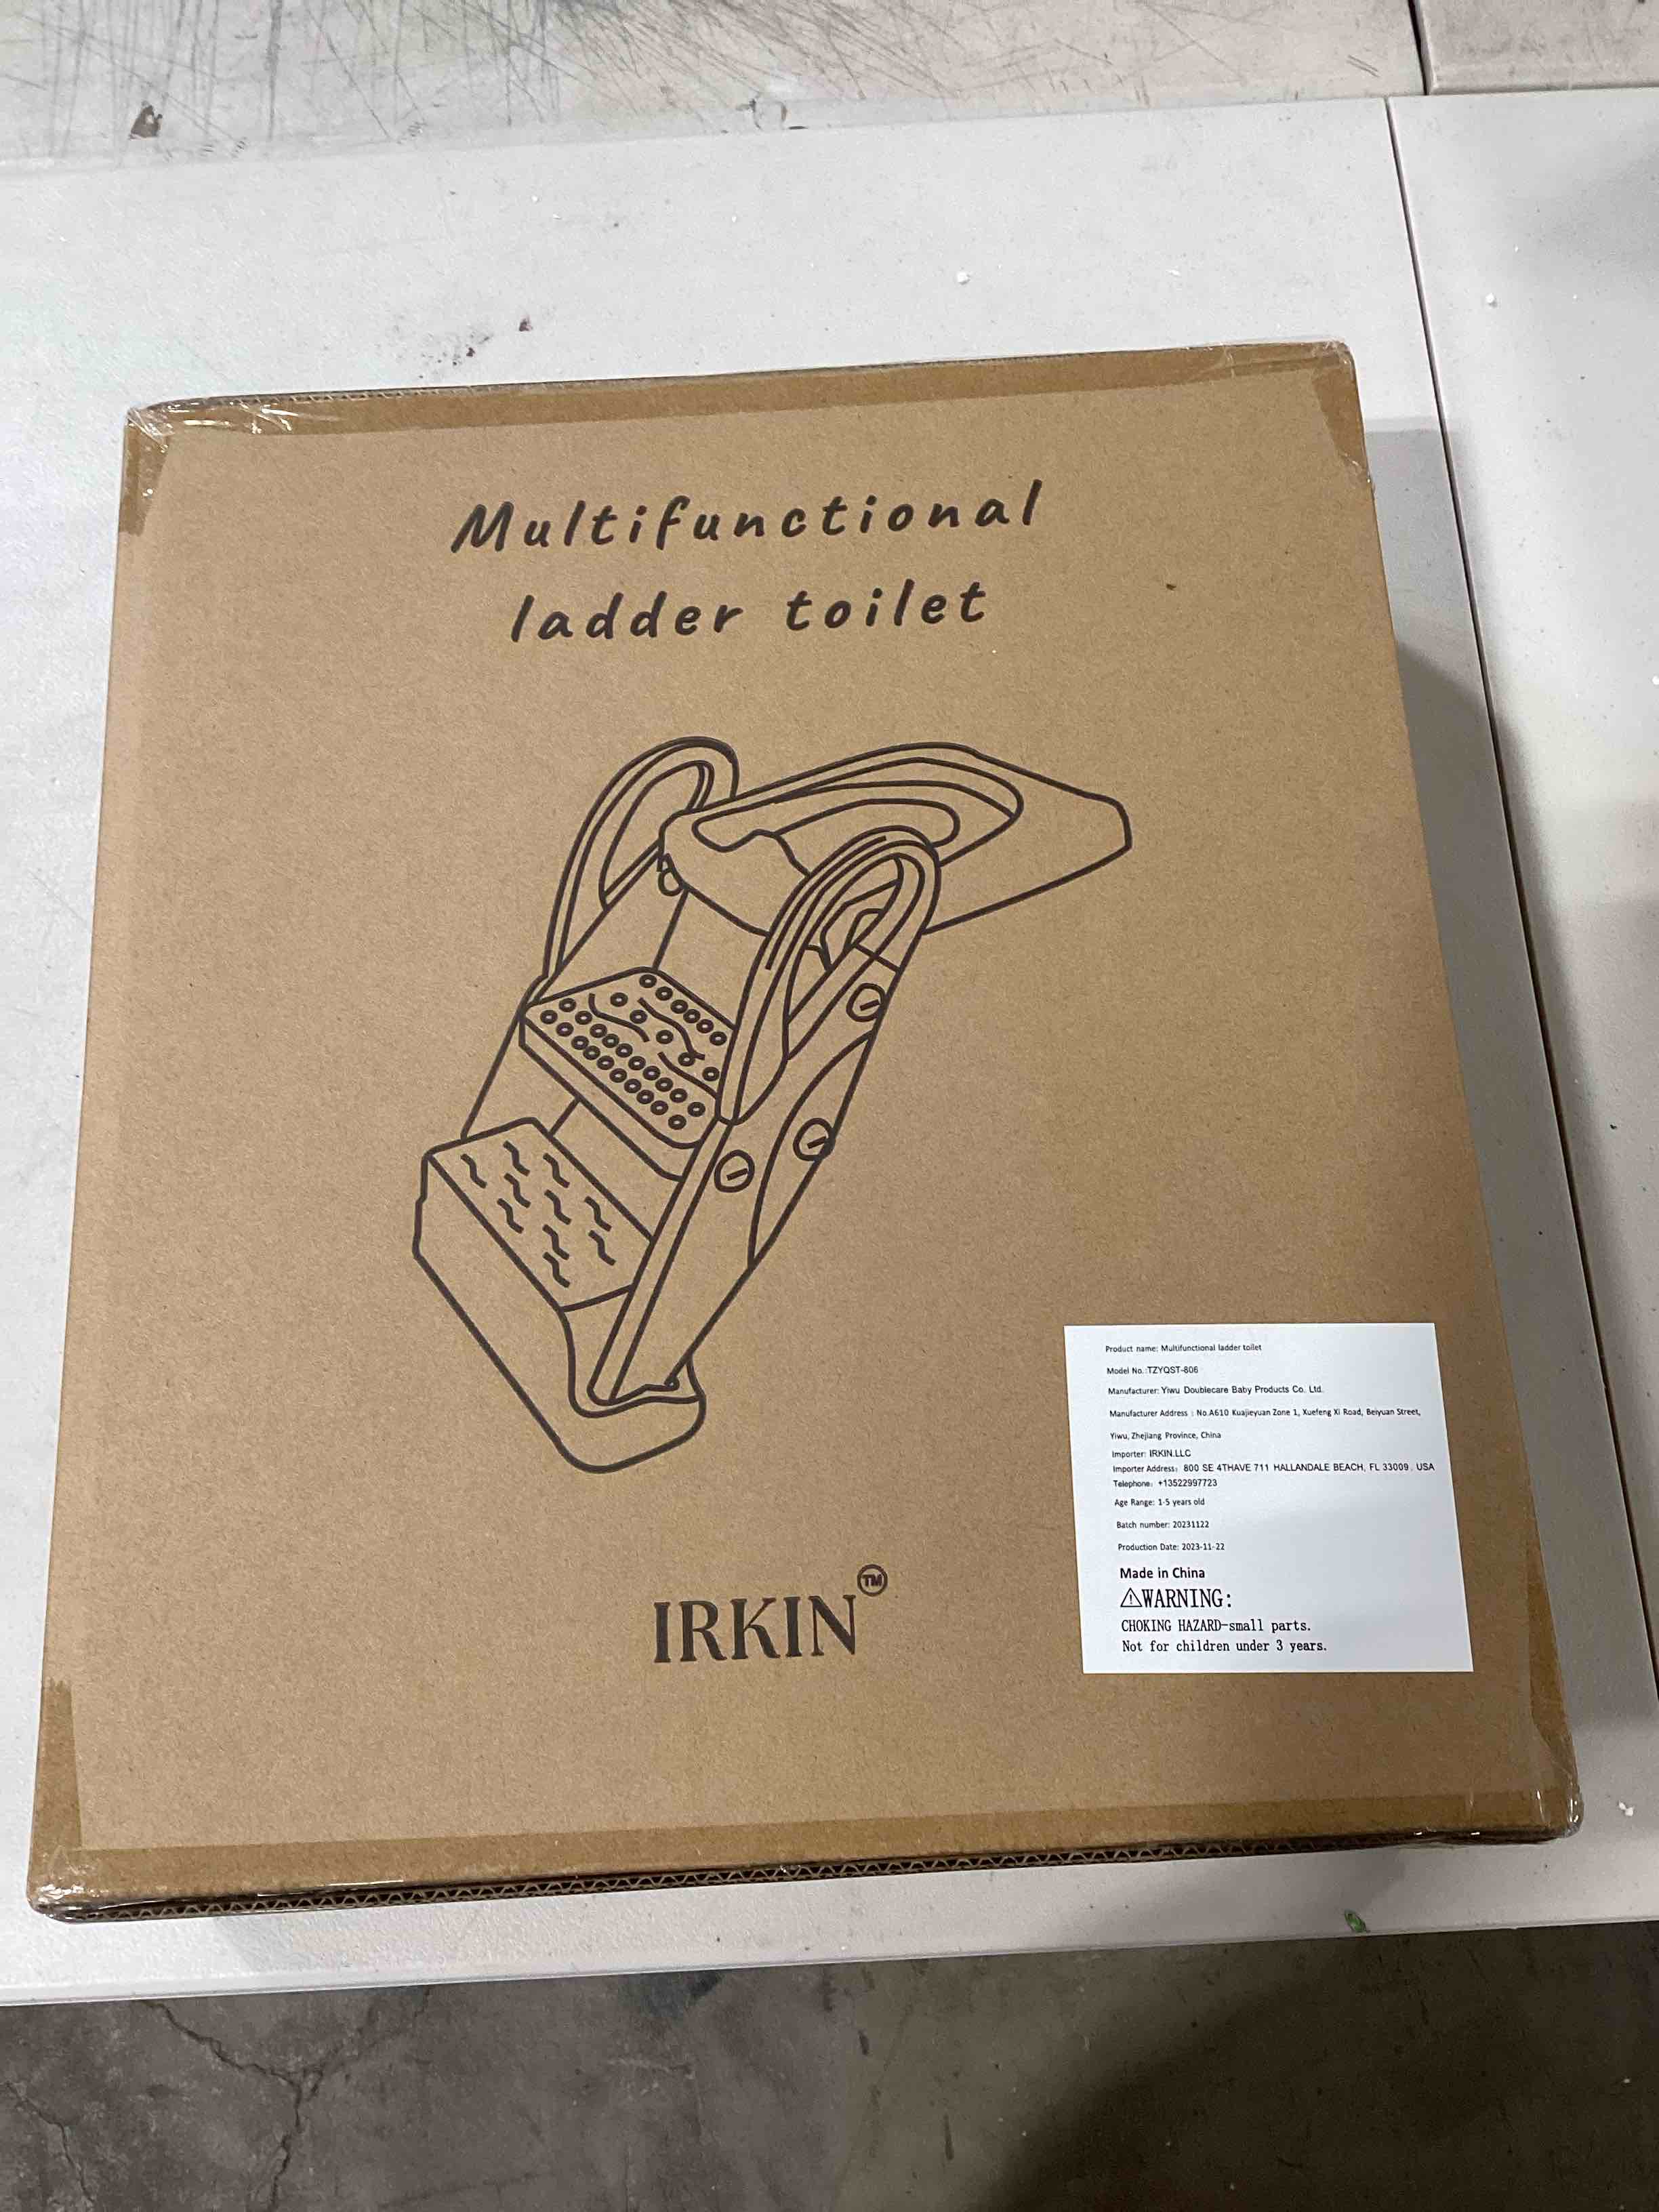 Multifunctional
ladder toilet
IRKIN TM
Product name: Multifunctional ladder toilet
Model No.:TZYQST-806
Manufacturer: Yiwu Doublecare Baby Products Co. Ltd.
Manufacturer Address : No.A610 Kuajieyuan Zone 1, Xuefeng Xi Road, Beiyuan Street,
Yiwu, Zhejiang Province, China
Importer: IRKIN.LLC
Importer Address: 800 SE 4THAVE 711 HALLANDALE BEACH, FL 33009, USA
Telephone: +13522997723
Age Range: 1-5 years old
Batch number: 20231122
Production Date: 2023-11-22
Made in China
⚠WARNING:
CHOKING HAZARD-small parts.
Not for children under 3 years.